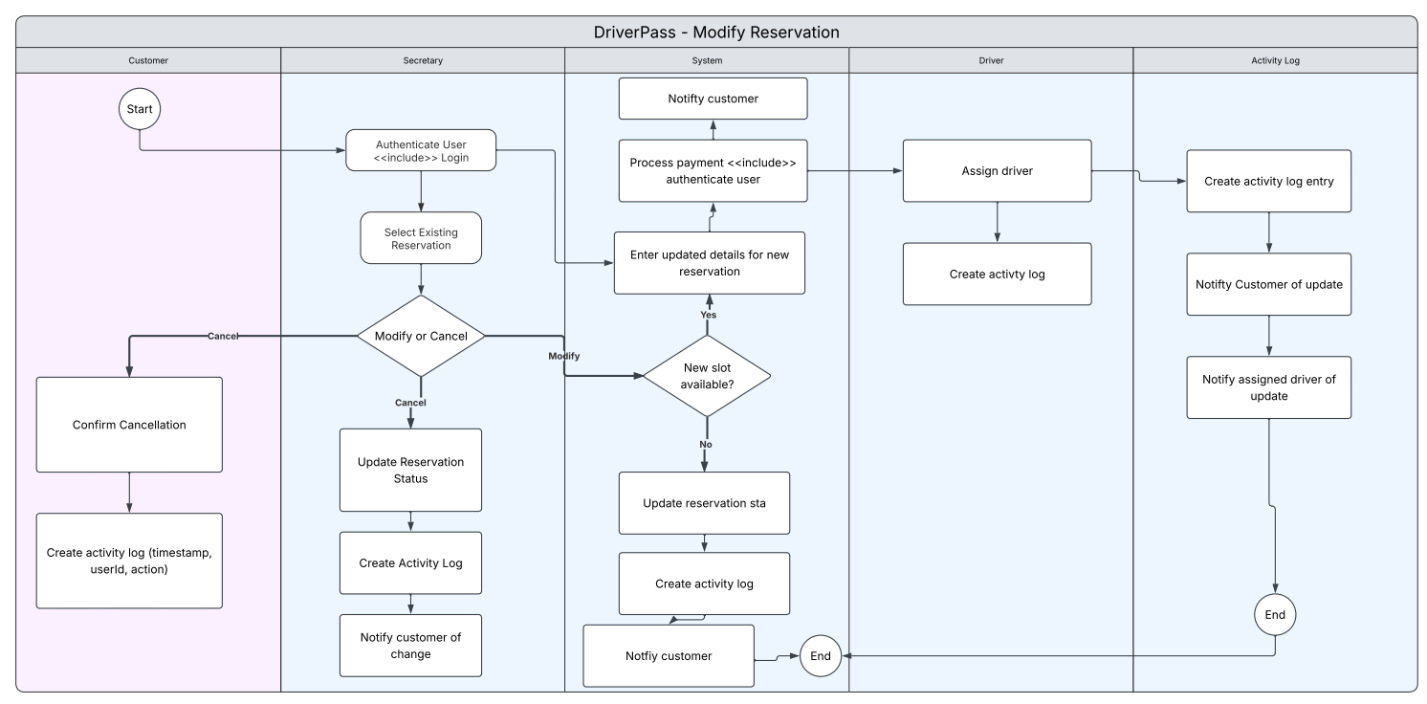 DriverPass - Modify Reservation
Customer
Secretary
System
Driver
Activity Log
Start
Authenticate User
<<include>> Login
Select Existing
Reservation
Modify or Cancel
Cancel
Modify
Cancel
Confirm Cancellation
Create activity log (timestamp,
userId, action)
Update Reservation
Status
Create Activity Log
Notify customer of
change
Notifty customer
Process payment <<include>>
authenticate user
Enter updated details for new
reservation
Yes
New slot
available?
No
Update reservation sta
Create activity log
Notfiy customer
End
Assign driver
Create activty log
Create activity log entry
Notifty Customer of update
Notify assigned driver of
update
End